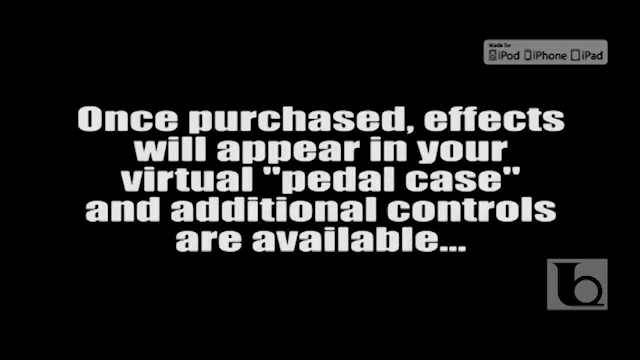 Made for
iPod iPhone iPad
Once purchased, effects
will appear in your
virtual "pedal case"
and additional controls
are available...